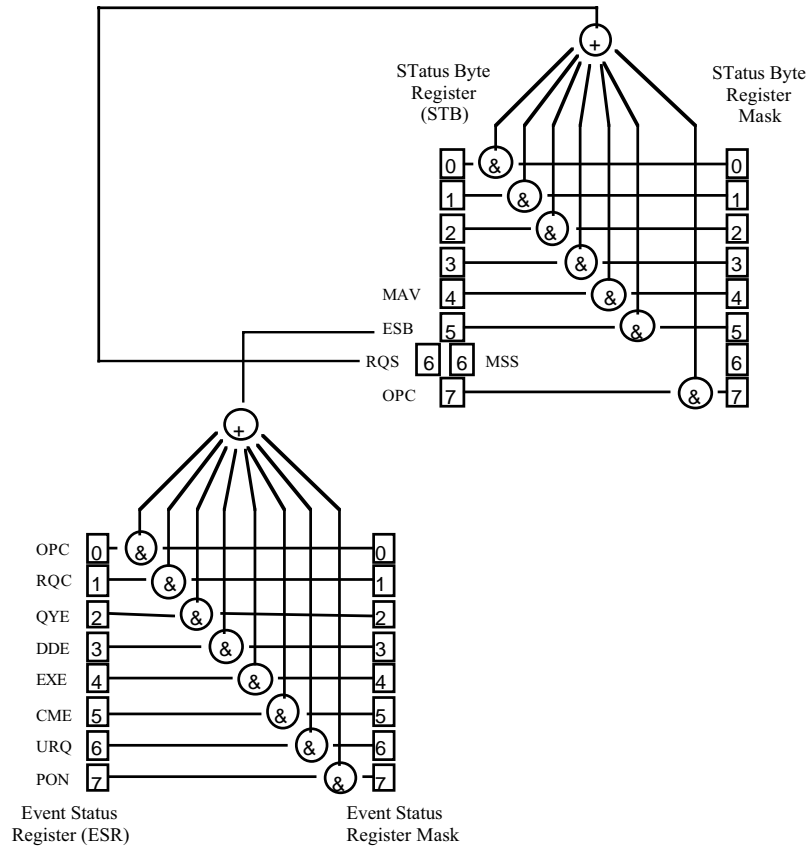 +
STatus Byte
Register
(STB)
STatus Byte
Register
Mask
0 & 0
1 & 1
2 & 2
3 & 3
MAV 4 & 4
ESB 5 & 5
RQS 6 6 MSS 6
OPC 7 & 7
+
OPC 0 & 0
RQC 1 & 1
QYE 2 & 2
DDE 3 & 3
EXE 4 & 4
CME 5 & 5
URQ 6 & 6
PON 7 & 7
Event Status
Register (ESR)
Event Status
Register Mask